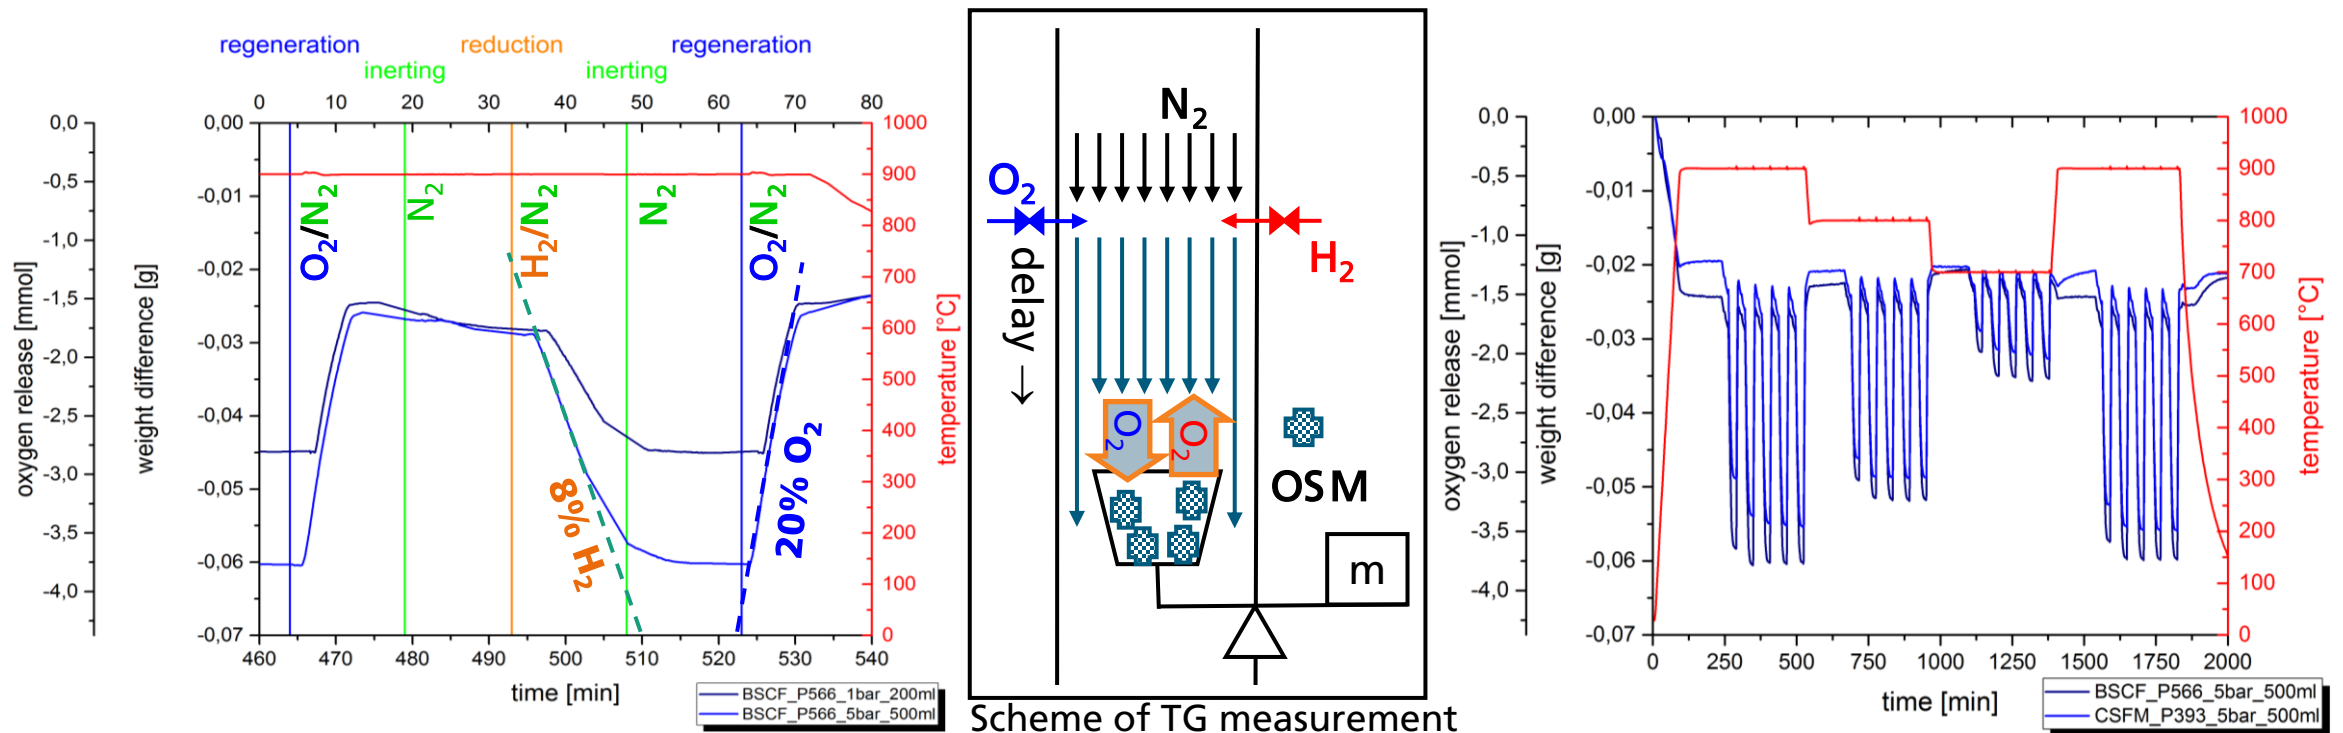 regeneration reduction regeneration
inerting inerting
0 10 20 30 40 50 60 70 80
0,0
-0,5
-1,0
-1,5
-2,0
-2,5
-3,0
-3,5
-4,0
oxygen release [mmol]
0,00
-0,01
-0,02
-0,03
-0,04
-0,05
-0,06
-0,07
weight difference [g]
O2/N2
N2
H2/N2
N2
O2/N2
8% H2
20% O2
1000
900
800
700
600
500
400
300
200
100
0
temperature [°C]
460 470 480 490 500 510 520 530 540
time [min]
BSCF_P566_1bar_200ml
BSCF_P566_5bar_500ml
N2
O2
H2
delay →
O2
O2
OSM
m
Scheme of TG measurement
0,0
-0,5
-1,0
-1,5
-2,0
-2,5
-3,0
-3,5
-4,0
oxygen release [mmol]
0,00
-0,01
-0,02
-0,03
-0,04
-0,05
-0,06
-0,07
weight difference [g]
1000
900
800
700
600
500
400
300
200
100
0
temperature [°C]
0 250 500 750 1000 1250 1500 1750 2000
time [min]
BSCF_P566_5bar_500ml
CSFM_P393_5bar_500ml